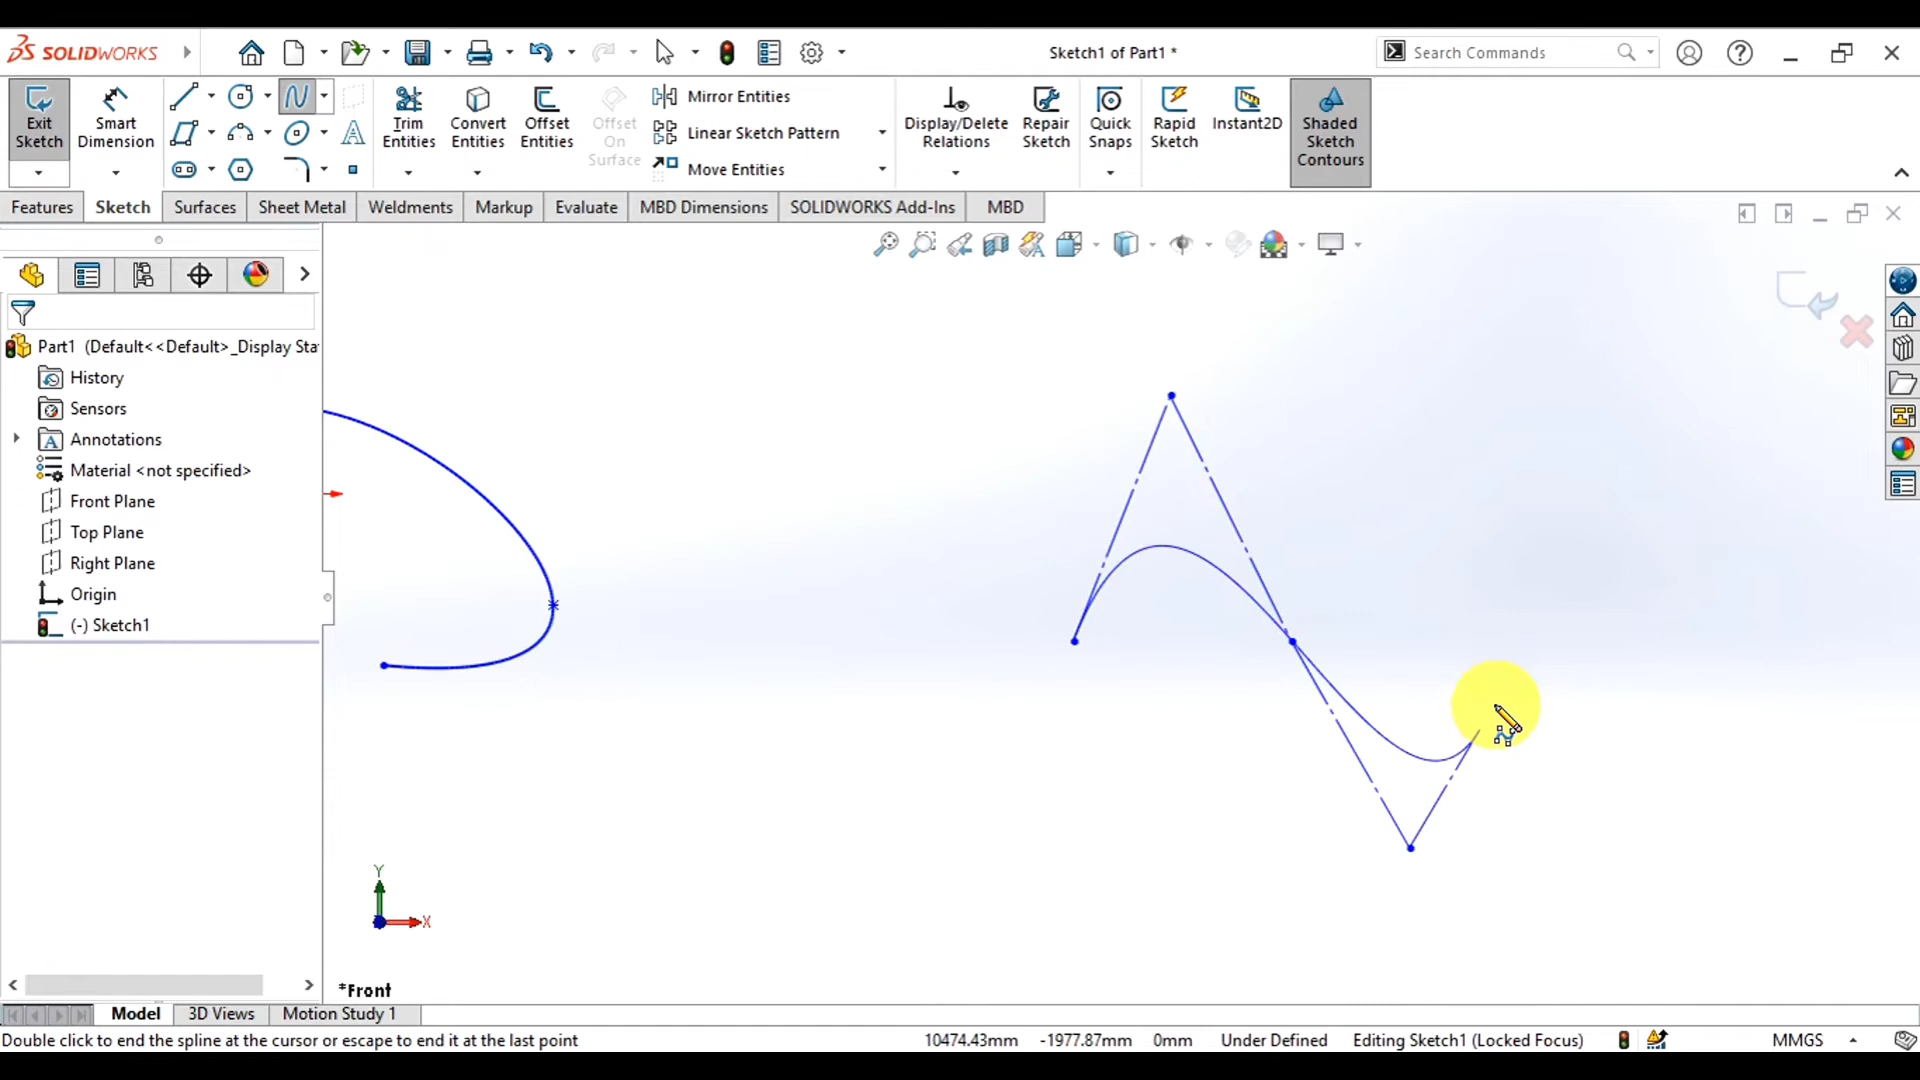 SOLIDWORKS
Sketch1 of Part1 *
Search Commands
Exit Sketch
Smart Dimension
Trim Entities
Convert Entities
Offset Entities
Offset On Surface
Mirror Entities
Linear Sketch Pattern
Move Entities
Display/Delete Relations
Repair Sketch
Quick Snaps
Rapid Sketch
Instant2D
Shaded Sketch Contours
Features Sketch Surfaces Sheet Metal Weldments Markup Evaluate MBD Dimensions SOLIDWORKS Add-Ins MBD
Part1 (Default<<Default>_Display Sta
History
Sensors
Annotations
Material <not specified>
Front Plane
Top Plane
Right Plane
Origin
(-) Sketch1
Y
X
*Front
Model 3D Views Motion Study 1
Double click to end the spline at the cursor or escape to end it at the last point 10474.43mm -1977.87mm 0mm Under Defined Editing Sketch1 (Locked Focus) MMGS